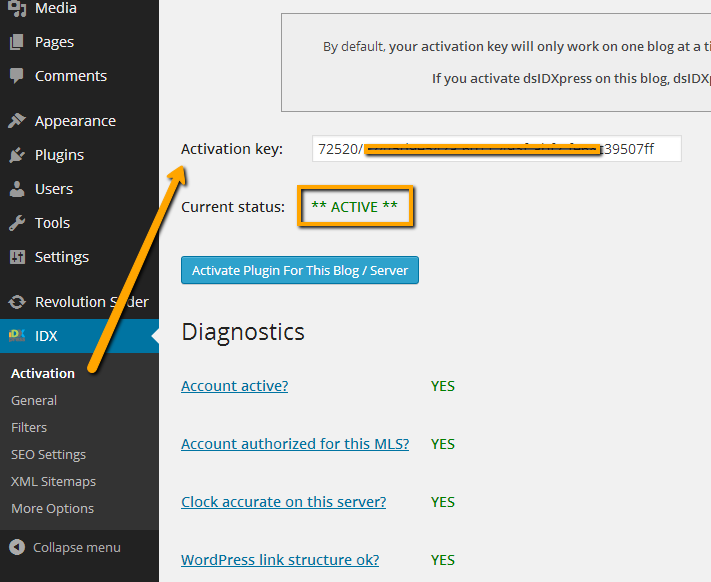 Media
Pages
Comments
Appearance
Plugins
Users
Tools
Settings
Revolution Slider
IDX
Activation
General
Filters
SEO Settings
XML Sitemaps
More Options
Collapse menu
By default, your activation key will only work on one blog at a ti
If you activate dsIDXpress on this blog, dsIDXp
Activation key: 72520/ g39507ff
Current status: ** ACTIVE **
Activate Plugin For This Blog / Server
Diagnostics
Account active? YES
Account authorized for this MLS? YES
Clock accurate on this server? YES
WordPress link structure ok? YES